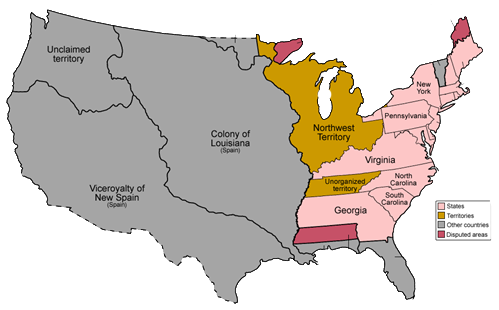 Unclaimed
territory
New
York
Pennsylvania
Colony of
Louisiana
(Spain)
Northwest
Territory
Virginia
Unorganized
territory
North
Carolina
South
Carolina
Viceroyalty of
New Spain
(Spain)
Georgia
States
Territories
Other countries
Disputed areas